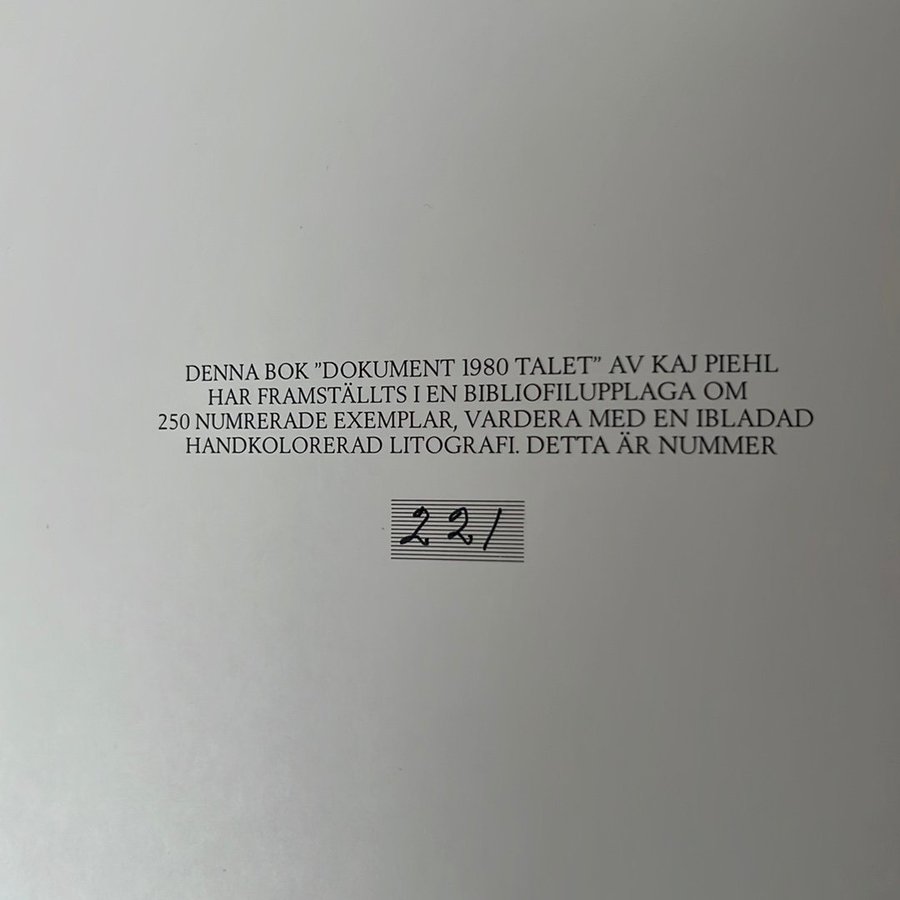 DENNA BOK "DOKUMENT 1980 TALET" AV KAJ PIEHL
HAR FRAMSTÄLLTS I EN BIBLIOFILUPPLAGA OM
250 NUMRERADE EXEMPLAR, VARDERA MED EN IBLADAD
HANDKOLORERAD LITOGRAFI. DETTA ÄR NUMMER
221